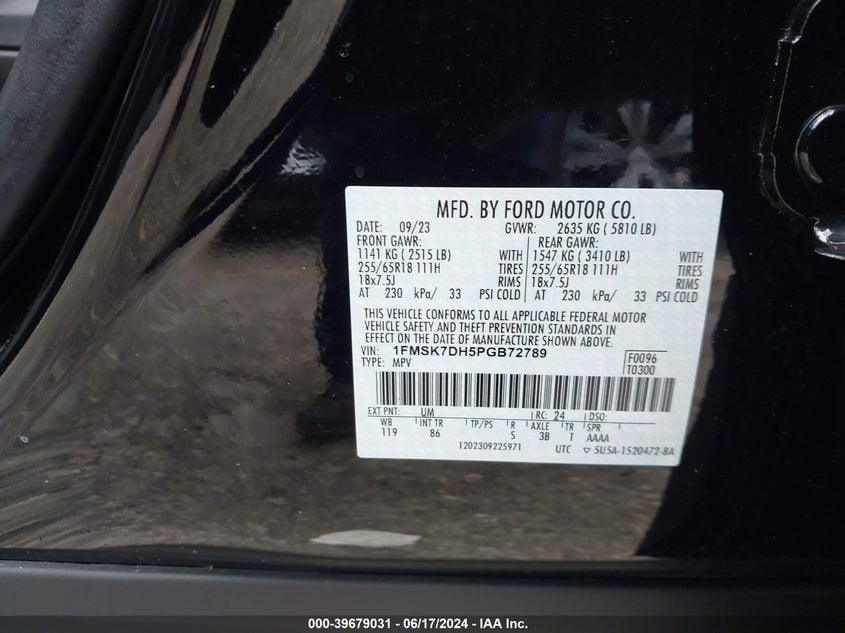 MFD. BY FORD MOTOR CO.
DATE: 09/23 GVWR: 2635 KG ( 5810 LB)
FRONT GAWR: REAR GAWR:
1141 KG ( 2515 LB) WITH 1547 KG ( 3410 LB) WITH
255/65R18 111H TIRES 255/65R18 111H TIRES
18x7.5J RIMS 18x7.5J RIMS
AT 230 kPa/ 33 PSI COLD AT 230 kPa/ 33 PSI COLD
THIS VEHICLE CONFORMS TO ALL APPLICABLE FEDERAL MOTOR
VEHICLE SAFETY AND THEFT PREVENTION STANDARDS IN
EFFECT ON THE DATE OF MANUFACTURE SHOWN ABOVE.
VIN: 1FMSK7DH5PGB72789 F0096
TYPE: MPV T0300
EXT PNT: UM RC: 24 DSO:
WB INT TR TP/PS R AXLE TR SPR
119 86 S 3B T AAAA
1202309225971 UTC ▽ SU5A-1520472-BA
000-39679031 - 06/17/2024 - IAA Inc.